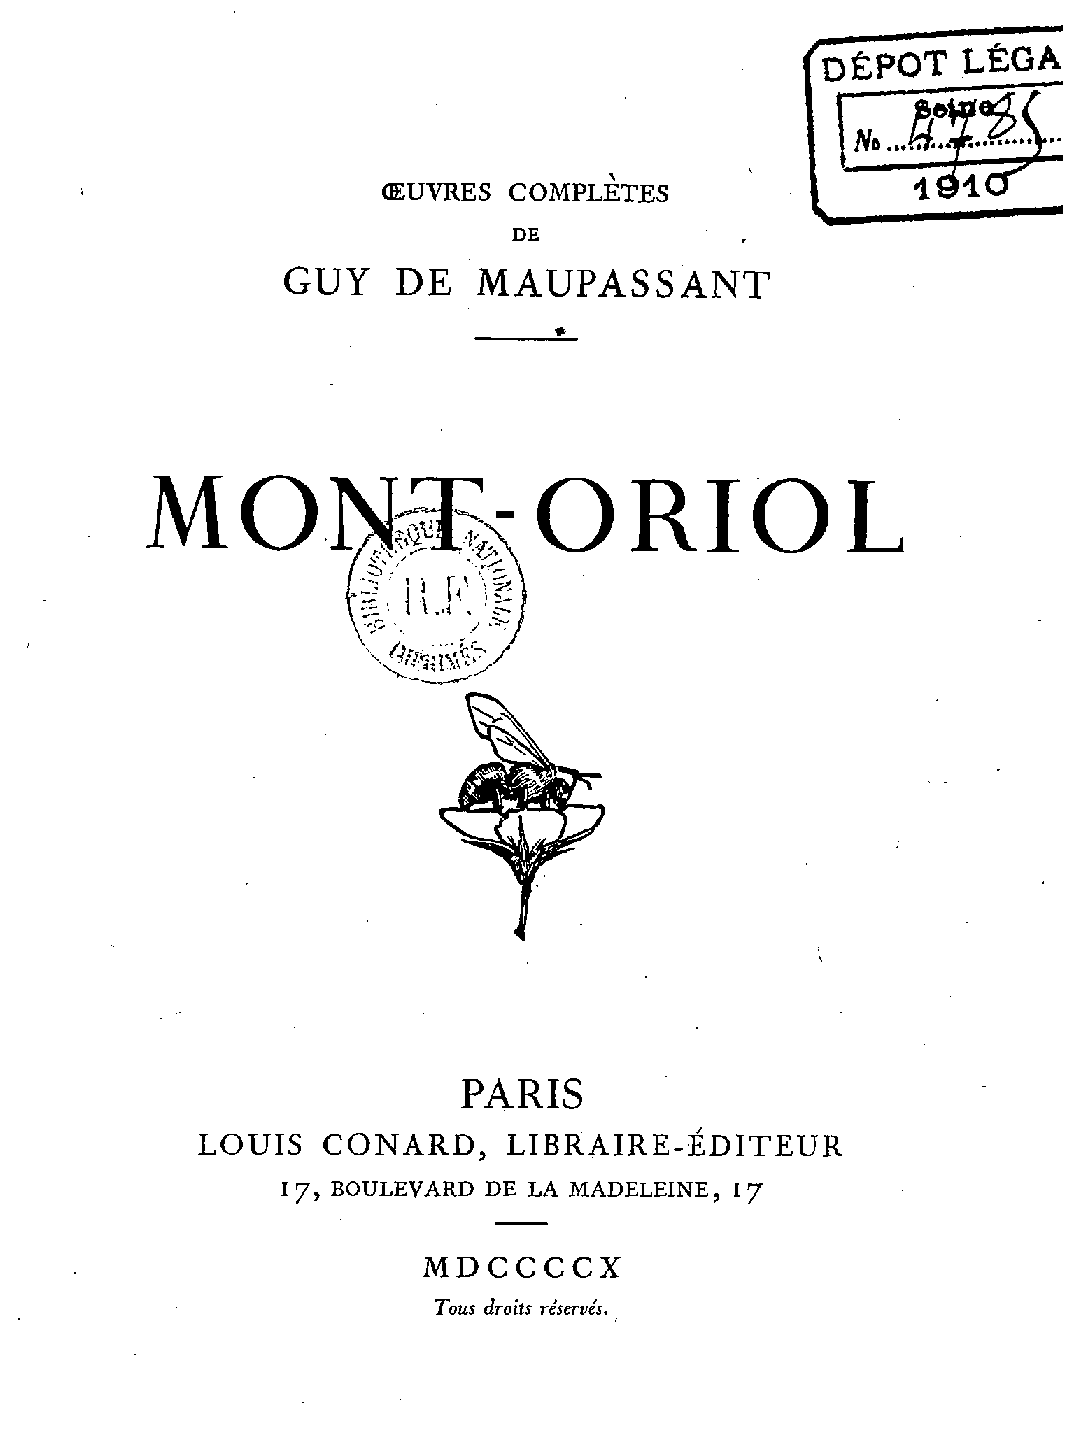 DÉPOT LÉGA
Seine
No 4785
1910
ŒUVRES COMPLÈTES
DE
GUY DE MAUPASSANT
MONT-ORIOL
BIBLIOTHÈQUE NATIONALE
R.F.
IMPRIMÉS
PARIS
LOUIS CONARD, LIBRAIRE-ÉDITEUR
17, BOULEVARD DE LA MADELEINE, 17
MDCCCCX
Tous droits réservés.